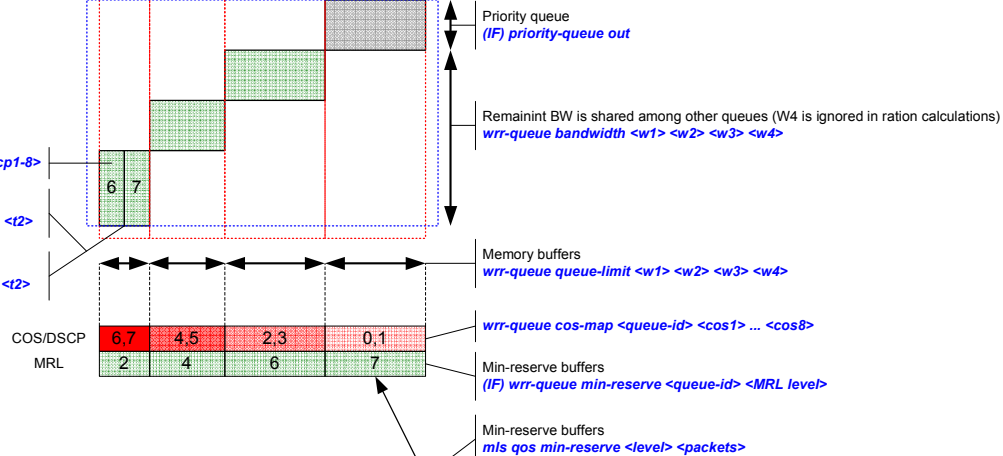 Priority queue
(IF) priority-queue out
Remainint BW is shared among other queues (W4 is ignored in ration calculations)
wrr-queue bandwidth <w1> <w2> <w3> <w4>
cp1-8>
6 7
<t2>
Memory buffers
wrr-queue queue-limit <w1> <w2> <w3> <w4>
<t2>
wrr-queue cos-map <queue-id> <cos1> ... <cos8>
COS/DSCP 6,7 4,5 2,3 0,1
MRL 2 4 6 7
Min-reserve buffers
(IF) wrr-queue min-reserve <queue-id> <MRL level>
Min-reserve buffers
mls qos min-reserve <level> <packets>